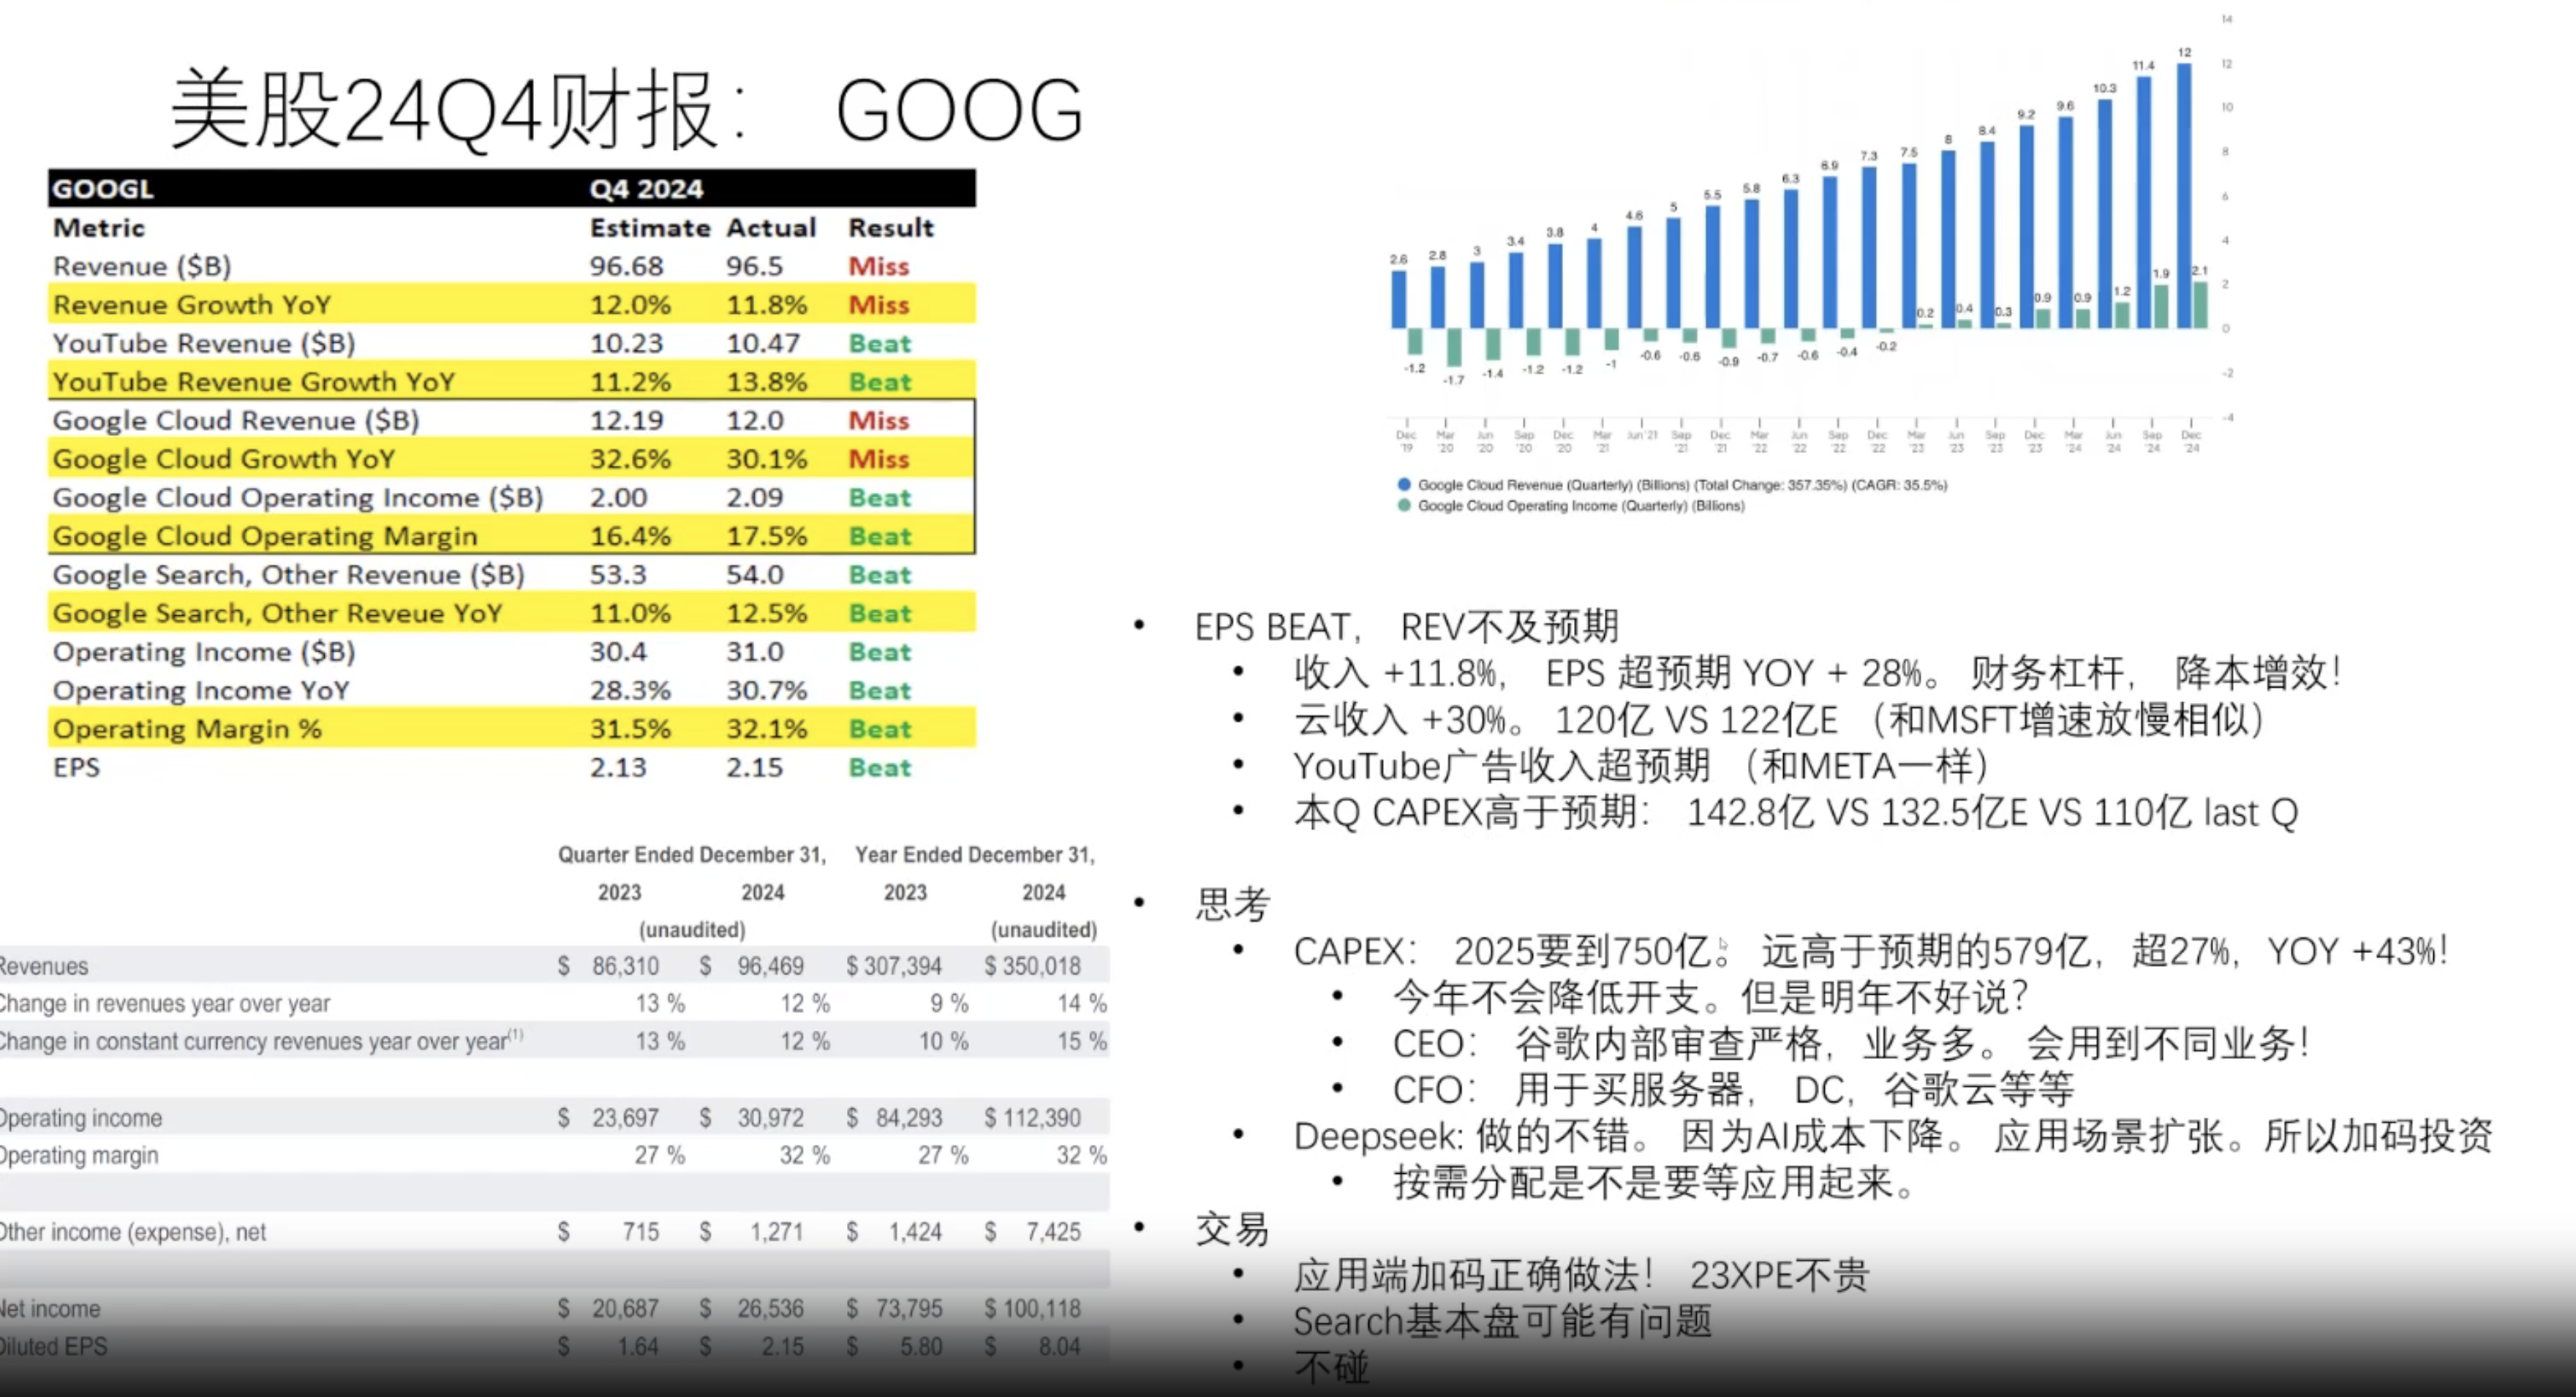 美股24Q4财报： GOOG
GOOGL Q4 2024
Metric Estimate Actual Result
Revenue ($B) 96.68 96.5 Miss
Revenue Growth YoY 12.0% 11.8% Miss
YouTube Revenue ($B) 10.23 10.47 Beat
YouTube Revenue Growth YoY 11.2% 13.8% Beat
Google Cloud Revenue ($B) 12.19 12.0 Miss
Google Cloud Growth YoY 32.6% 30.1% Miss
Google Cloud Operating Income ($B) 2.00 2.09 Beat
Google Cloud Operating Margin 16.4% 17.5% Beat
Google Search, Other Revenue ($B) 53.3 54.0 Beat
Google Search, Other Reveue YoY 11.0% 12.5% Beat
Operating Income ($B) 30.4 31.0 Beat
Operating Income YoY 28.3% 30.7% Beat
Operating Margin % 31.5% 32.1% Beat
EPS 2.13 2.15 Beat
Quarter Ended December 31, Year Ended December 31,
2023 2024 2023 2024
(unaudited) (unaudited)
Revenues $ 86,310 $ 96,469 $ 307,394 $ 350,018
Change in revenues year over year 13 % 12 % 9 % 14 %
Change in constant currency revenues year over year(1) 13 % 12 % 10 % 15 %
Operating income $ 23,697 $ 30,972 $ 84,293 $ 112,390
Operating margin 27 % 32 % 27 % 32 %
Other income (expense), net $ 715 $ 1,271 $ 1,424 $ 7,425
Net income $ 20,687 $ 26,536 $ 73,795 $ 100,118
Diluted EPS $ 1.64 $ 2.15 $ 5.80 $ 8.04
14
12
10
8
6
4
2
0
-2
-4
2.6 2.8 3 3.4 3.8 4 4.6 5 5.5 5.8 6.3 6.9 7.3 7.5 8 8.4 9.2 9.6 10.3 11.4 12
-1.2 -1.7 -1.4 -1.2 -1.2 -1 -0.6 -0.6 -0.9 -0.7 -0.6 -0.4 -0.2 0.2 0.4 0.3 0.9 0.9 1.2 1.9 2.1
Dec '19 Mar '20 Jun '20 Sep '20 Dec '20 Mar '21 Jun '21 Sep '21 Dec '21 Mar '22 Jun '22 Sep '22 Dec '22 Mar '23 Jun '23 Sep '23 Dec '23 Mar '24 Jun '24 Sep '24 Dec '24
Google Cloud Revenue (Quarterly) (Billions) (Total Change: 357.35%) (CAGR: 35.5%)
Google Cloud Operating Income (Quarterly) (Billions)
• EPS BEAT， REV不及预期
• 收入 +11.8%， EPS 超预期 YOY + 28%。 财务杠杆， 降本增效！
• 云收入 +30%。 120亿 VS 122亿E （和MSFT增速放慢相似）
• YouTube广告收入超预期 （和META一样）
• 本Q CAPEX高于预期： 142.8亿 VS 132.5亿E VS 110亿 last Q
• 思考
• CAPEX： 2025要到750亿。 远高于预期的579亿，超27%，YOY +43%！
• 今年不会降低开支。但是明年不好说？
• CEO： 谷歌内部审查严格，业务多。 会用到不同业务！
• CFO： 用于买服务器， DC，谷歌云等等
• Deepseek: 做的不错。 因为AI成本下降。 应用场景扩张。所以加码投资
• 按需分配是不是要等应用起来。
• 交易
• 应用端加码正确做法！ 23XPE不贵
• Search基本盘可能有问题
• 不碰